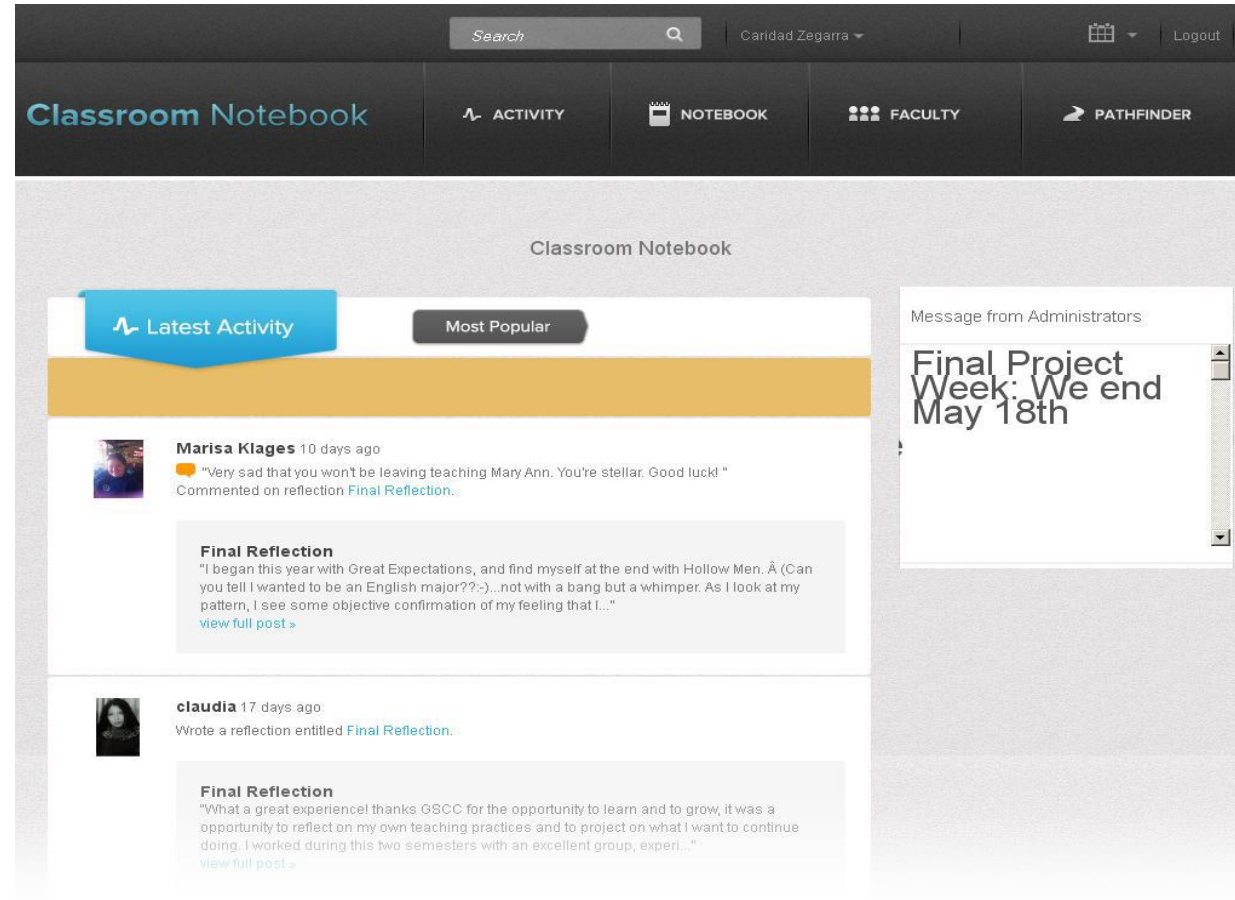 Search
Caridad Zegarra
Logout
Classroom Notebook
ACTIVITY
NOTEBOOK
FACULTY
PATHFINDER
Classroom Notebook
Latest Activity
Most Popular
Marisa Klages 10 days ago
"Very sad that you won't be leaving teaching Mary Ann. You're stellar. Good luck! "
Commented on reflection Final Reflection.
Final Reflection
"I began this year with Great Expectations, and find myself at the end with Hollow Men. Â (Can
you tell I wanted to be an English major??:-)...not with a bang but a whimper. As I look at my
pattern, I see some objective confirmation of my feeling that I..."
view full post »
claudia 17 days ago
Wrote a reflection entitled Final Reflection.
Final Reflection
"What a great experience! thanks GSCC for the opportunity to learn and to grow, it was a
opportunity to reflect on my own teaching practices and to project on what I want to continue
doing. I worked during this two semesters with an excellent group, experi..."
view full post »
Message from Administrators
Final Project
Week: We end
May 18th